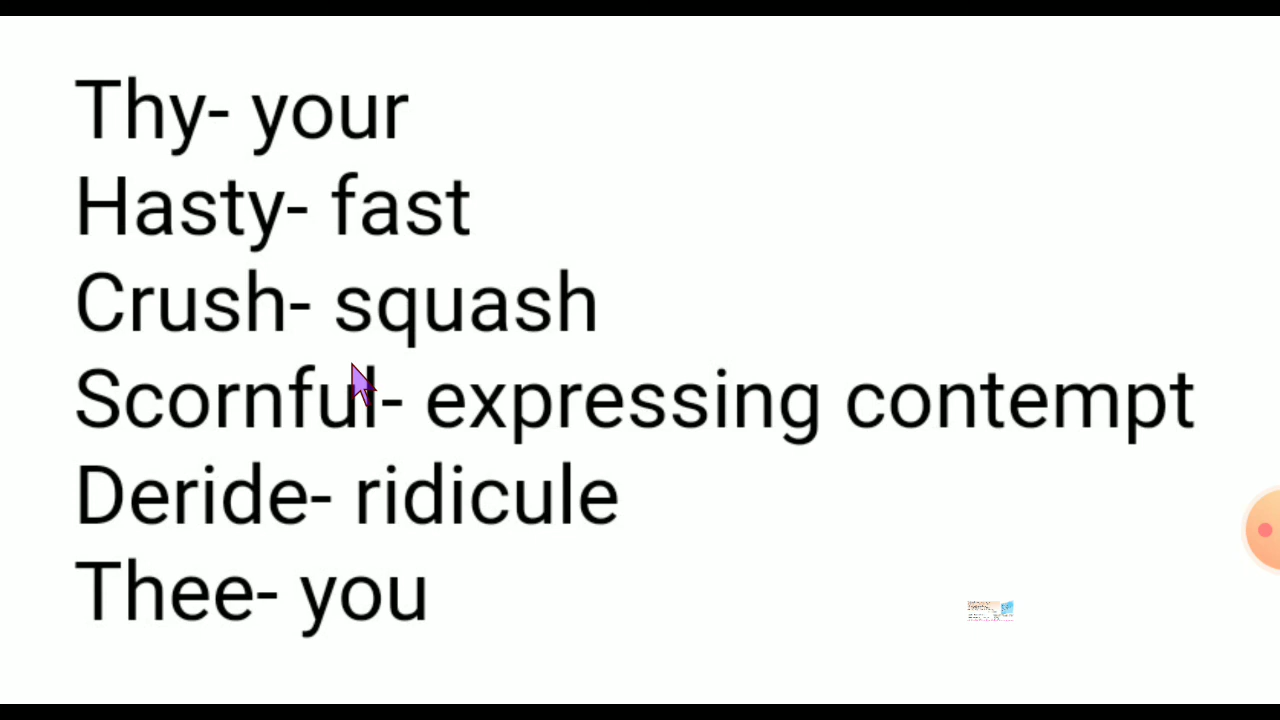 Thy- your
Hasty- fast
Crush- squash
Scornful- expressing contempt
Deride- ridicule
Thee- you